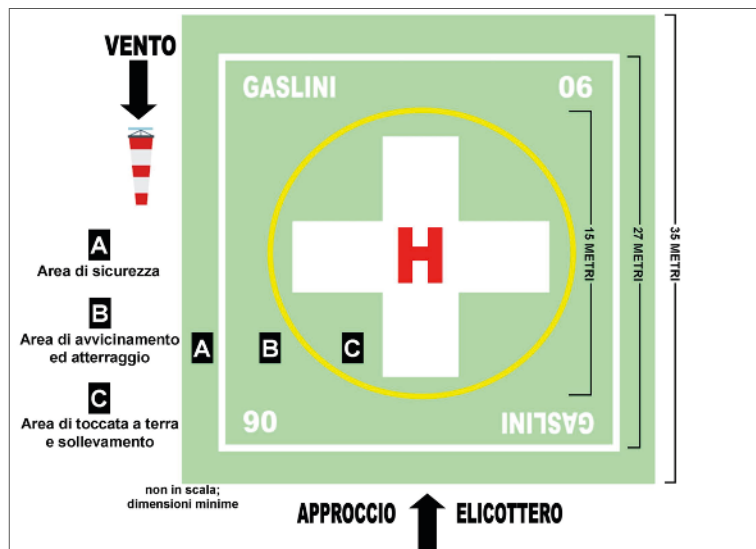 VENTO
GASLINI
06
H
A
Area di sicurezza
B
Area di avvicinamento
ed atterraggio
C
Area di toccata a terra
e sollevamento
A
B
C
90
GASLINI
15 METRI
27 METRI
35 METRI
non in scala;
dimensioni minime
APPROCCIO ELICOTTERO